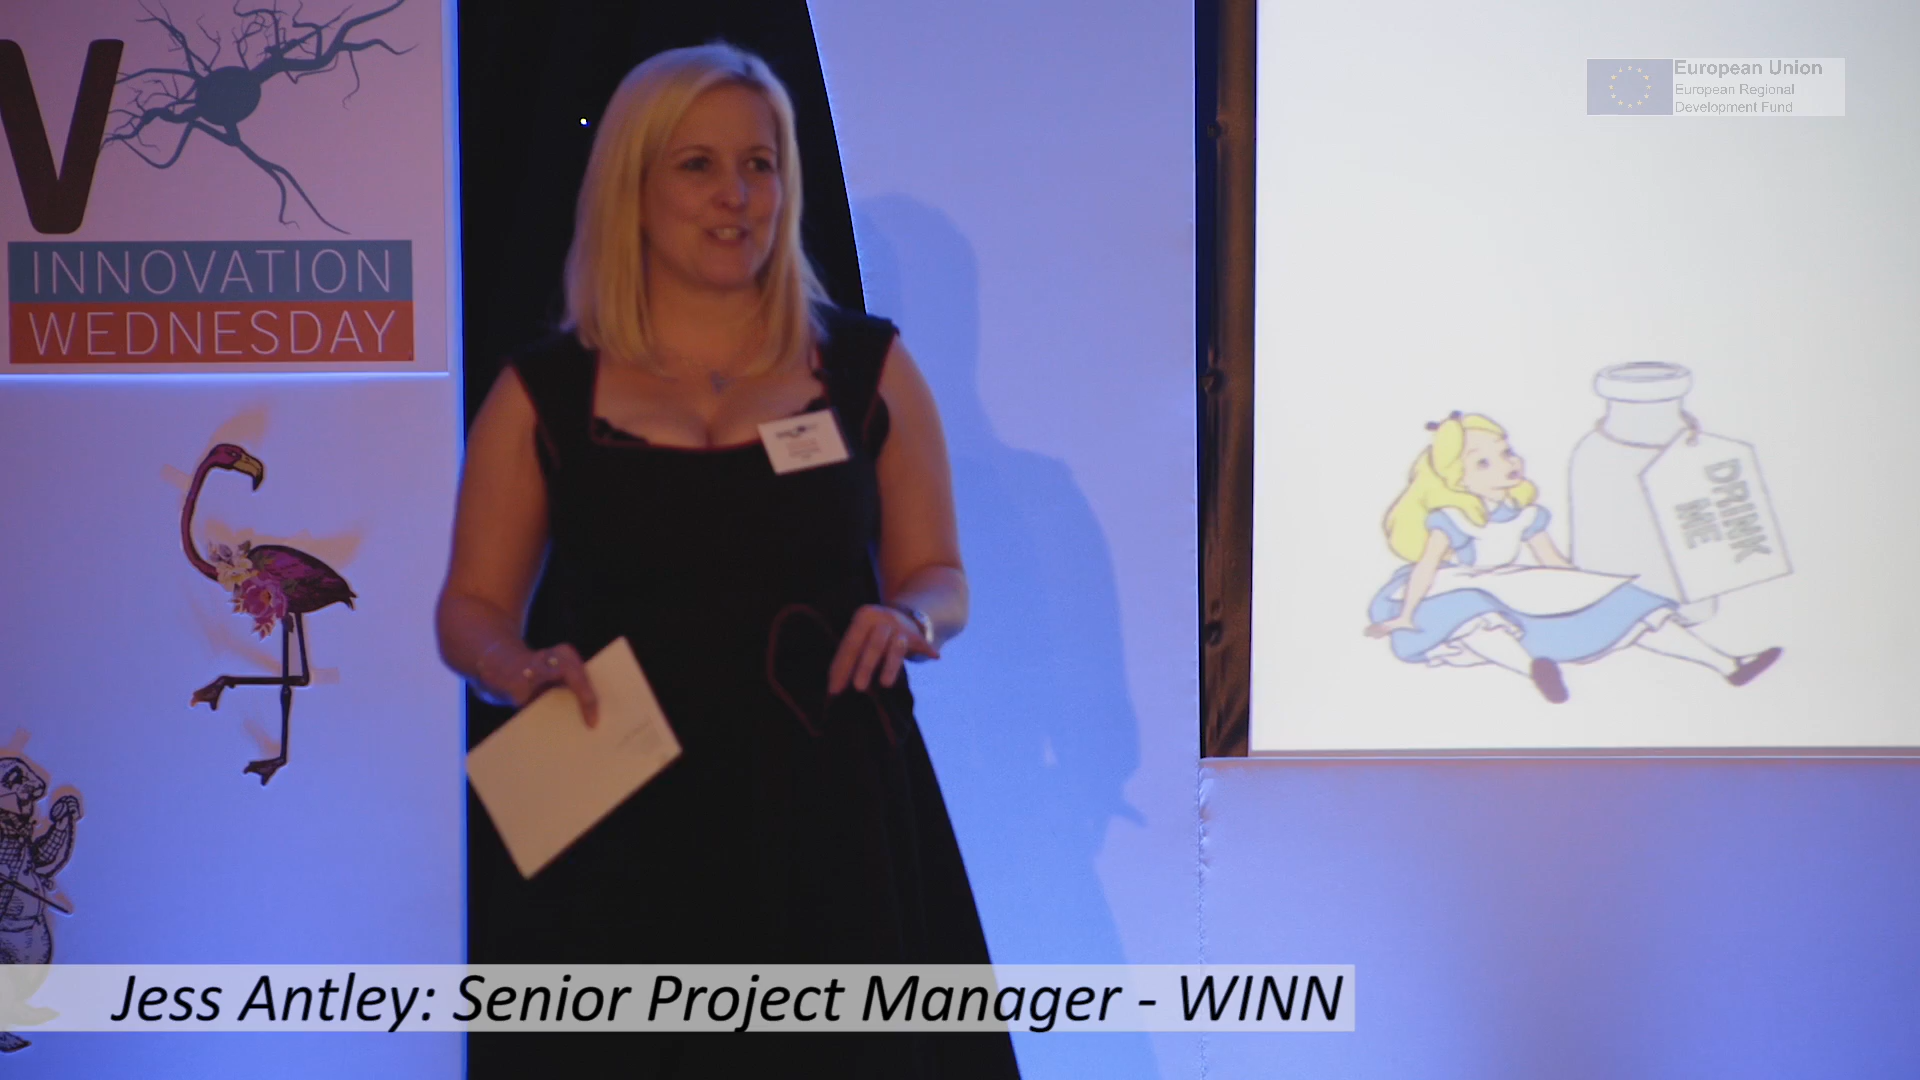 V
INNOVATION
WEDNESDAY
European Union
European Regional
Development Fund
DRINK
ME
Jess Antley: Senior Project Manager - WINN